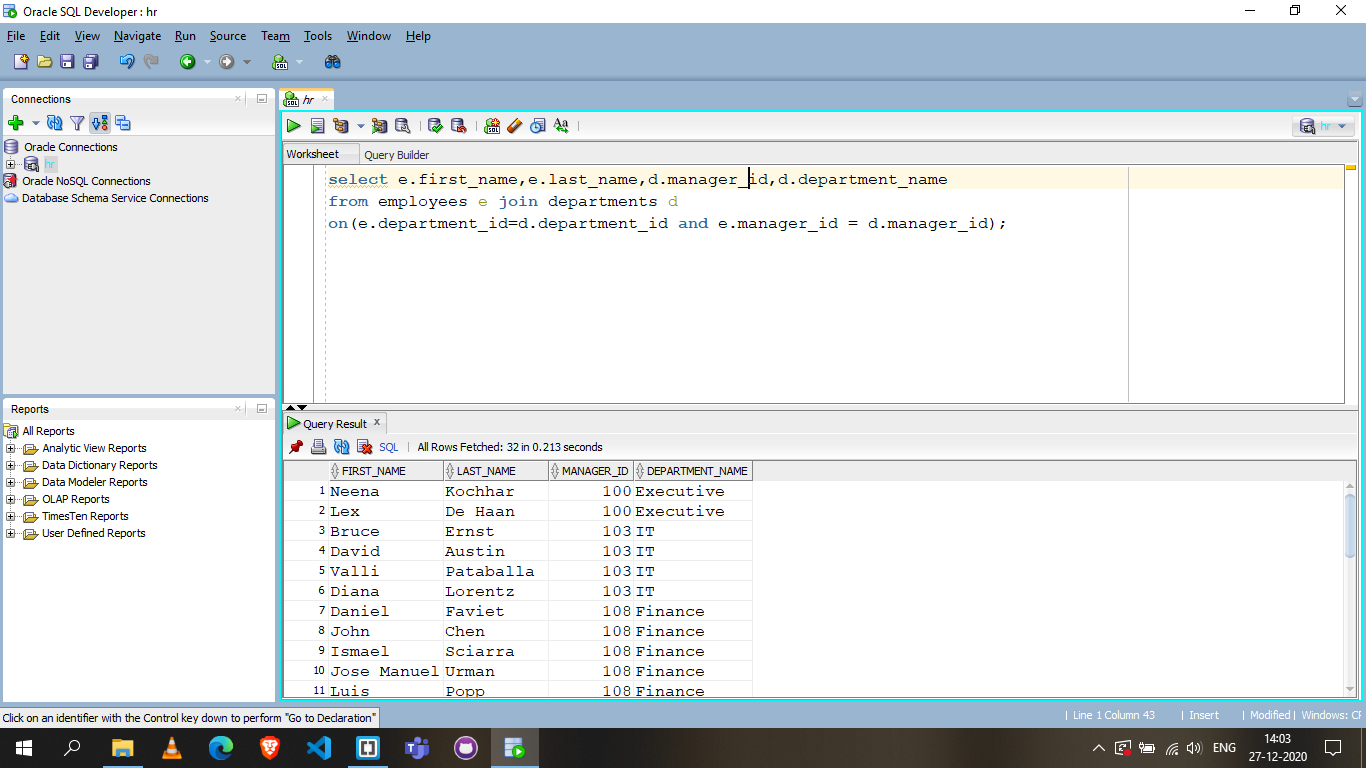 Oracle SQL Developer : hr
File Edit View Navigate Run Source Team Tools Window Help
Connections
Oracle Connections
hr
Oracle NoSQL Connections
Database Schema Service Connections
Reports
All Reports
Analytic View Reports
Data Dictionary Reports
Data Modeler Reports
OLAP Reports
TimesTen Reports
User Defined Reports
hr
hr
Worksheet Query Builder
select e.first_name,e.last_name,d.manager_id,d.department_name
from employees e join departments d
on(e.department_id=d.department_id and e.manager_id = d.manager_id);
Query Result
SQL | All Rows Fetched: 32 in 0.213 seconds
FIRST_NAME LAST_NAME MANAGER_ID DEPARTMENT_NAME
1 Neena Kochhar 100 Executive
2 Lex De Haan 100 Executive
3 Bruce Ernst 103 IT
4 David Austin 103 IT
5 Valli Pataballa 103 IT
6 Diana Lorentz 103 IT
7 Daniel Faviet 108 Finance
8 John Chen 108 Finance
9 Ismael Sciarra 108 Finance
10 Jose Manuel Urman 108 Finance
11 Luis Popp 108 Finance
Click on an identifier with the Control key down to perform "Go to Declaration"
| Line 1 Column 43 | Insert | Modified | Windows: CF
ENG
14:03
27-12-2020